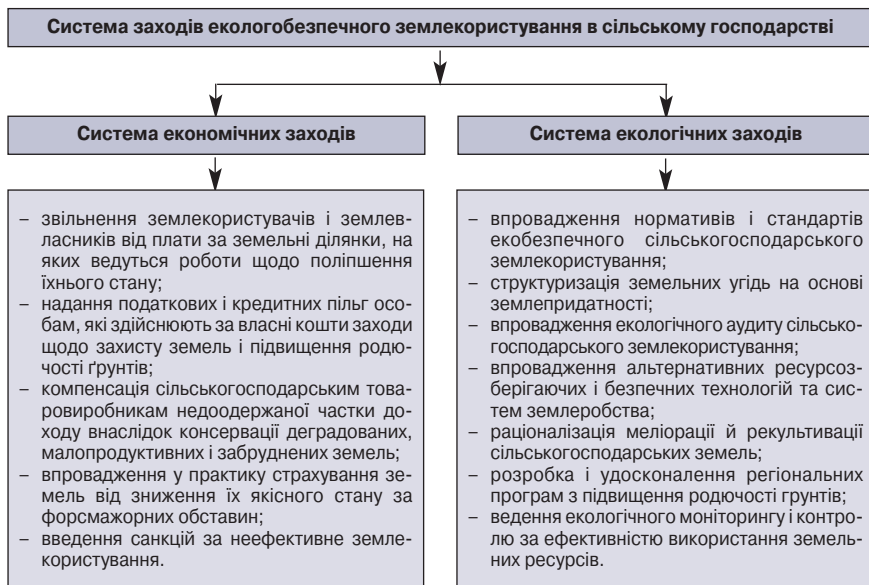 Система заходів екологобезпечного землекористування в сільському господарстві
Система економічних заходів
– звільнення землекористувачів і землев-
ласників від плати за земельні ділянки, на
яких ведуться роботи щодо поліпшення
їхнього стану;
– надання податкових і кредитних пільг осо-
бам, які здійснюють за власні кошти заходи
щодо захисту земель і підвищення родю-
чості ґрунтів;
– компенсація сільськогосподарським това-
ровиробникам недоодержаної частки до-
ходу внаслідок консервації деградованих,
малопродуктивних і забруднених земель;
– впровадження у практику страхування зе-
мель від зниження їх якісного стану за
форсмажорних обставин;
– введення санкцій за неефективне земле-
користування.
Система екологічних заходів
– впровадження нормативів і стандартів
екобезпечного сільськогосподарського
землекористування;
– структуризація земельних угідь на основі
землепридатності;
– впровадження екологічного аудиту сільсько-
господарського землекористування;
– впровадження альтернативних ресурсоз-
берігаючих і безпечних технологій та сис-
тем землеробства;
– раціоналізація меліорації й рекультивації
сільськогосподарських земель;
– розробка і удосконалення регіональних
програм з підвищення родючості грунтів;
– ведення екологічного моніторингу і контро-
лю за ефективністю використання земель-
них ресурсів.